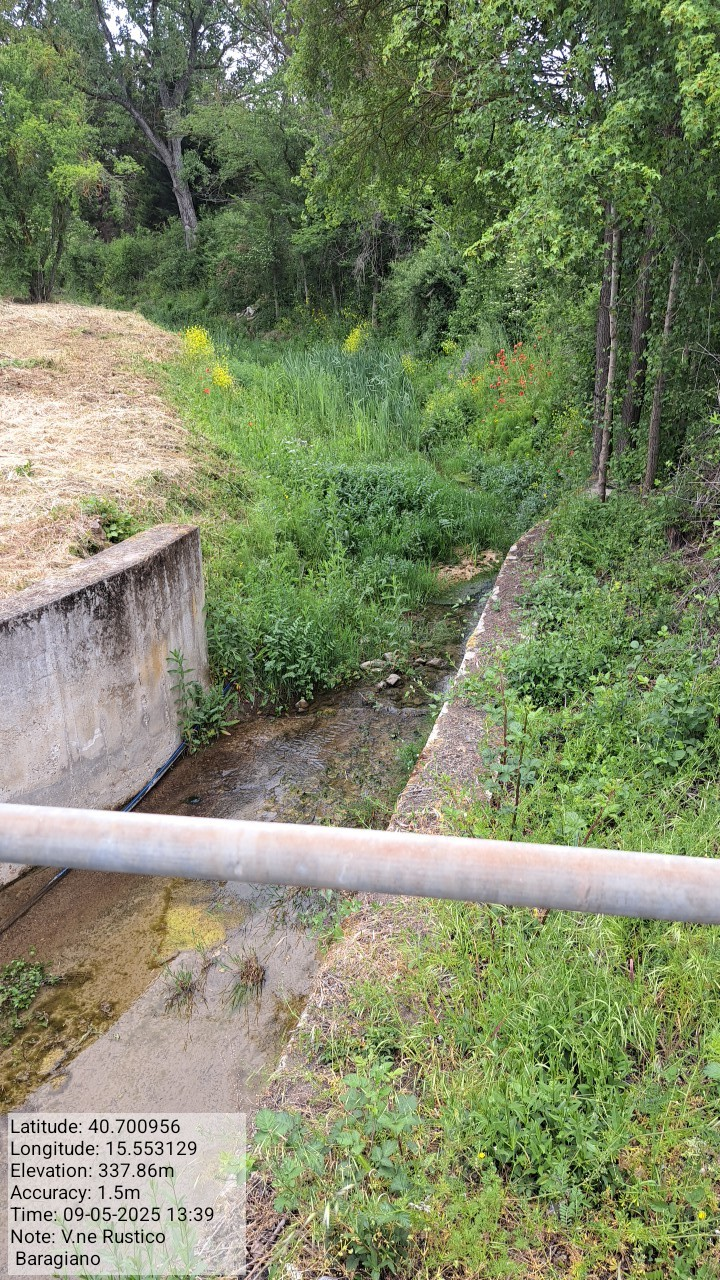 Latitude: 40.700956
Longitude: 15.553129
Elevation: 337.86m
Accuracy: 1.5m
Time: 09-05-2025 13:39
Note: V.ne Rustico
Baragiano